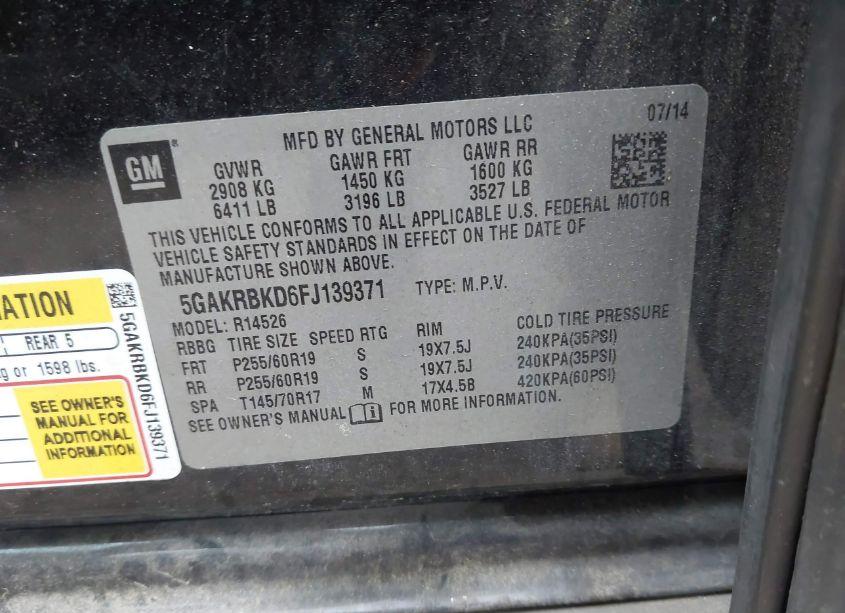 07/14
MFD BY GENERAL MOTORS LLC
GM
GVWR GAWR FRT GAWR RR
2908 KG 1450 KG 1600 KG
6411 LB 3196 LB 3527 LB
THIS VEHICLE CONFORMS TO ALL APPLICABLE U.S. FEDERAL MOTOR
VEHICLE SAFETY STANDARDS IN EFFECT ON THE DATE OF
MANUFACTURE SHOWN ABOVE.
5GAKRBKD6FJ139371 TYPE: M.P.V.
MODEL: R14526
RBBG TIRE SIZE SPEED RTG RIM COLD TIRE PRESSURE
FRT P255/60R19 S 19X7.5J 240KPA(35PSI)
RR P255/60R19 S 19X7.5J 240KPA(35PSI)
SPA T145/70R17 M 17X4.5B 420KPA(60PSI)
SEE OWNER'S MANUAL i FOR MORE INFORMATION.
REAR 5
or 1598 lbs.
SEE OWNER'S
MANUAL FOR
ADDITIONAL
INFORMATION
5GAKRBKD6FJ139371